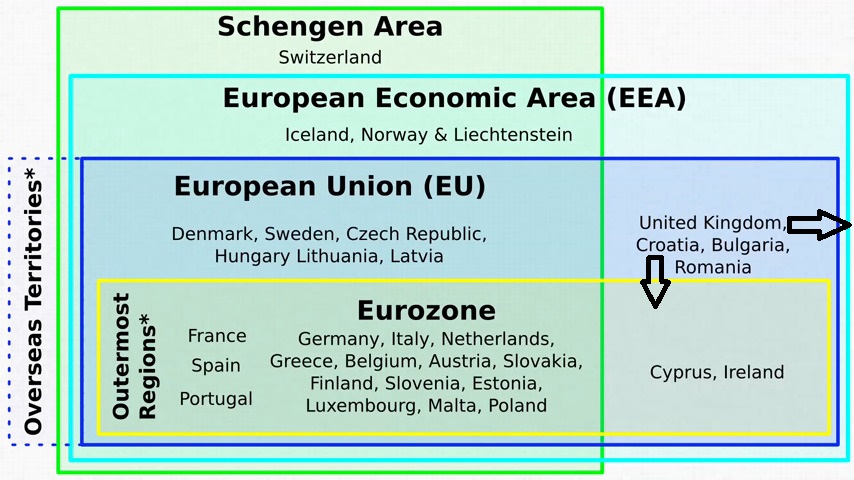 Schengen Area
Switzerland
European Economic Area (EEA)
Iceland, Norway & Liechtenstein
Overseas Territories*
European Union (EU)
Denmark, Sweden, Czech Republic,
Hungary Lithuania, Latvia
United Kingdom,
Croatia, Bulgaria,
Romania
Outermost
Regions*
Eurozone
France
Spain
Portugal
Germany, Italy, Netherlands,
Greece, Belgium, Austria, Slovakia,
Finland, Slovenia, Estonia,
Luxembourg, Malta, Poland
Cyprus, Ireland